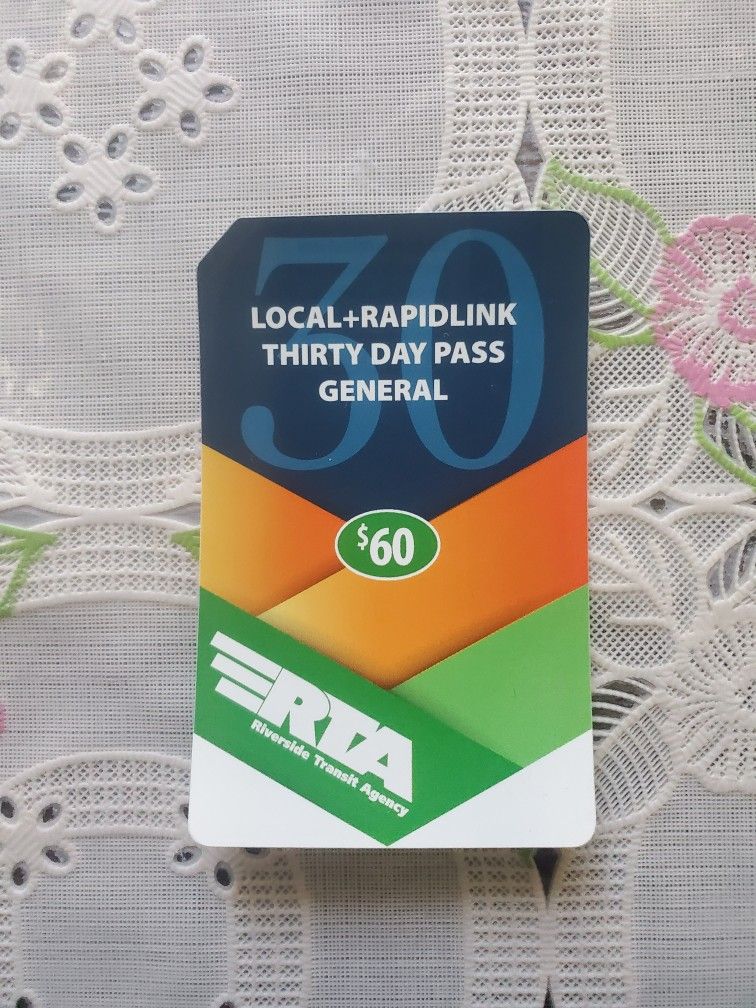 30
LOCAL+RAPIDLINK
THIRTY DAY PASS
GENERAL
$60
RTA
Riverside Transit Agency